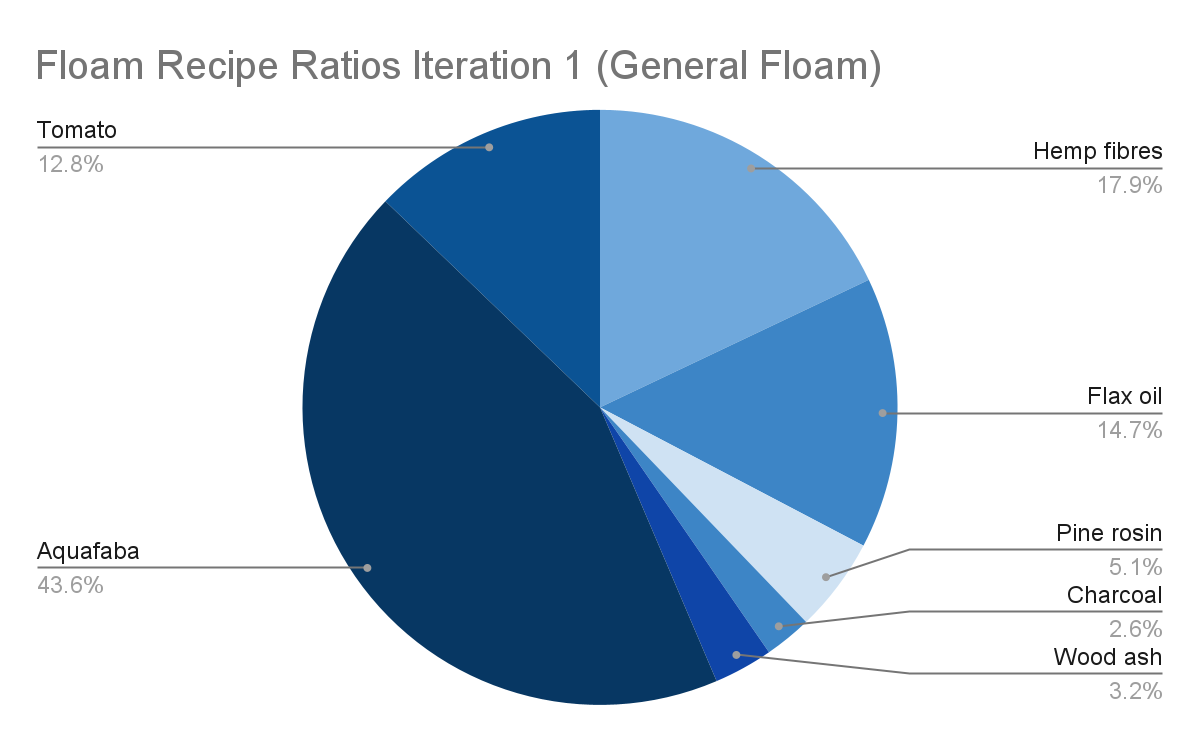 Floam Recipe Ratios Iteration 1 (General Floam)
Tomato
12.8%
Hemp fibres
17.9%
Flax oil
14.7%
Pine rosin
5.1%
Charcoal
2.6%
Wood ash
3.2%
Aquafaba
43.6%